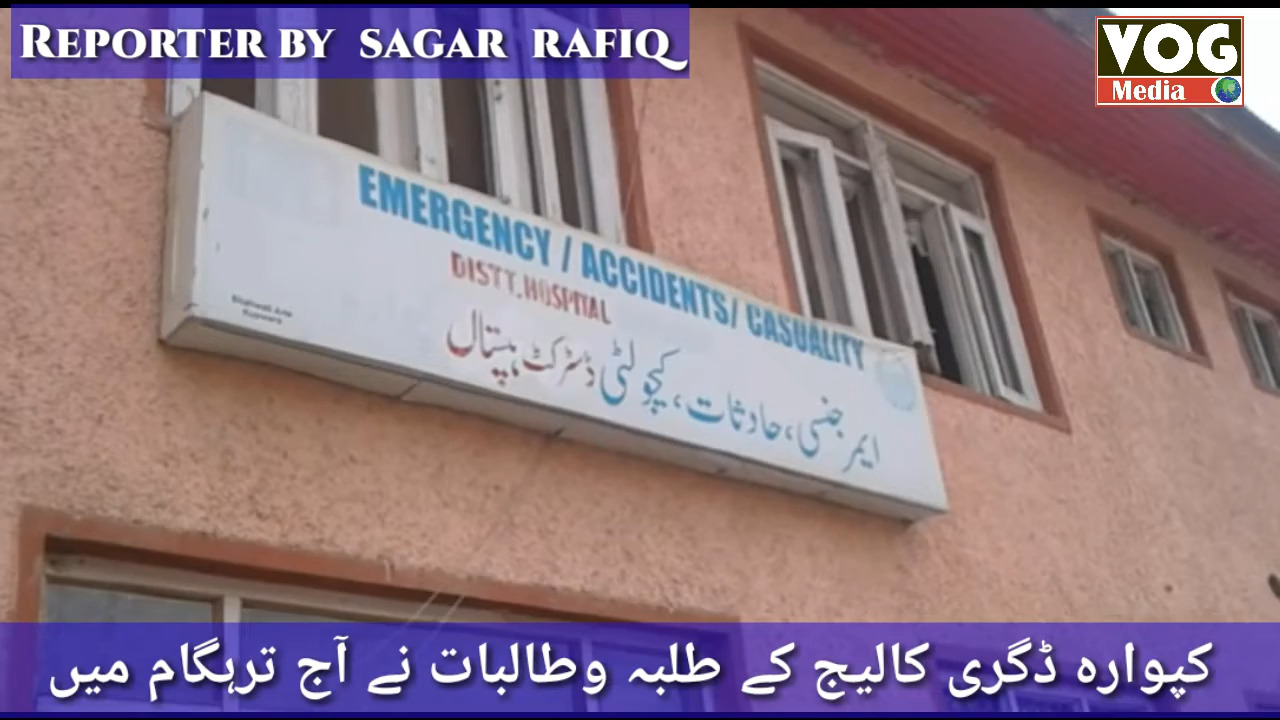 REPORTER BY SAGAR RAFIQ
VOG
Media
EMERGENCY / ACCIDENTS/ CASUALITY
DISTT.HOSPITAL
ایمرجنسی، حادثات، کیجولٹی ڈسٹرکٹ ہسپتال
Kupwara
کپوارہ ڈگری کالیج کے طلبہ وطالبات نے آج ترہگام میں